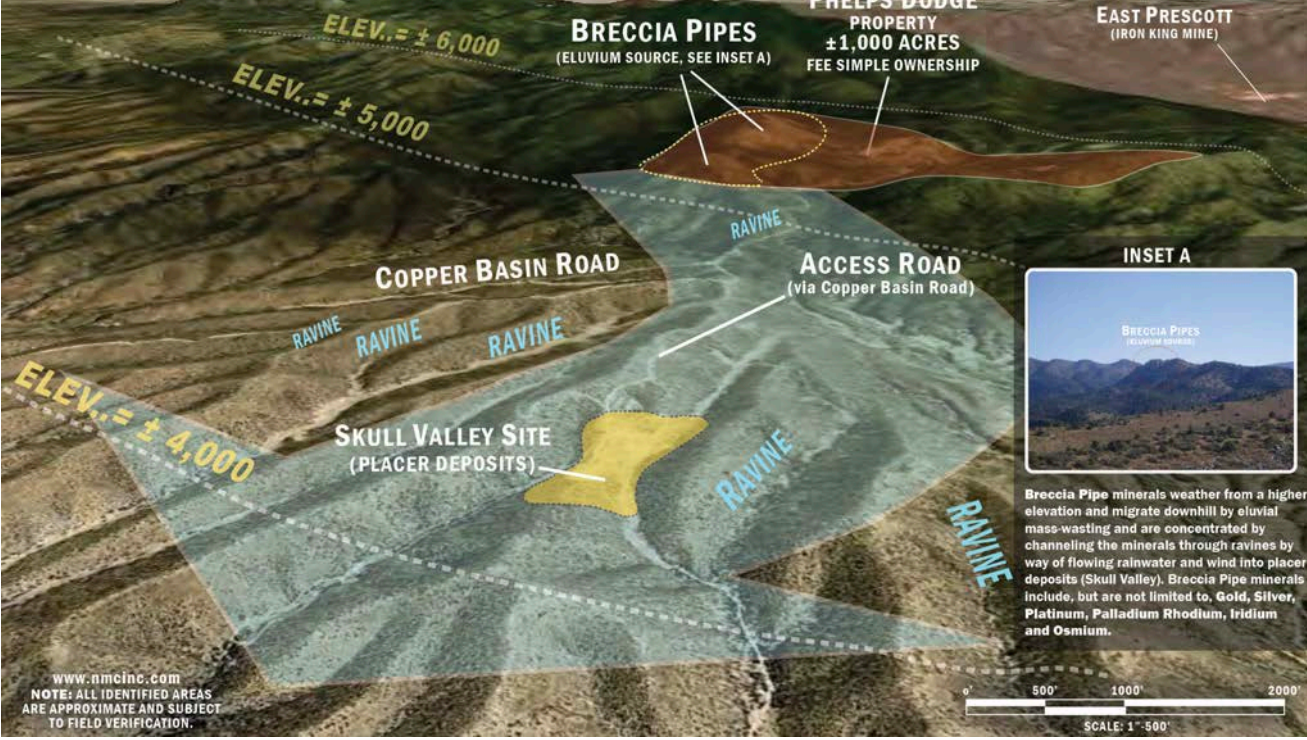 ELEV..= ± 6,000
ELEV..= ± 5,000
BRECCIA PIPES
(ELUVIUM SOURCE, SEE INSET A)
PHELPS DODGE
PROPERTY
±1,000 ACRES
FEE SIMPLE OWNERSHIP
EAST PRESCOTT
(IRON KING MINE)
RAVINE
COPPER BASIN ROAD
ACCESS ROAD
(via Copper Basin Road)
RAVINE
RAVINE
RAVINE
ELEV..= ± 4,000
SKULL VALLEY SITE
(PLACER DEPOSITS)
RAVINE
RAVINE
INSET A
BRECCIA PIPES
(ELUVIUM SOURCE)
Breccia Pipe minerals weather from a higher
elevation and migrate downhill by eluvial
mass-wasting and are concentrated by
channeling the minerals through ravines by
way of flowing rainwater and wind into placer
deposits (Skull Valley). Breccia Pipe minerals
include, but are not limited to, Gold, Silver,
Platinum, Palladium Rhodium, Iridium
and Osmium.
www.nmcinc.com
NOTE: ALL IDENTIFIED AREAS
ARE APPROXIMATE AND SUBJECT
TO FIELD VERIFICATION.
0' 500' 1000' 2000'
SCALE: 1"-500'